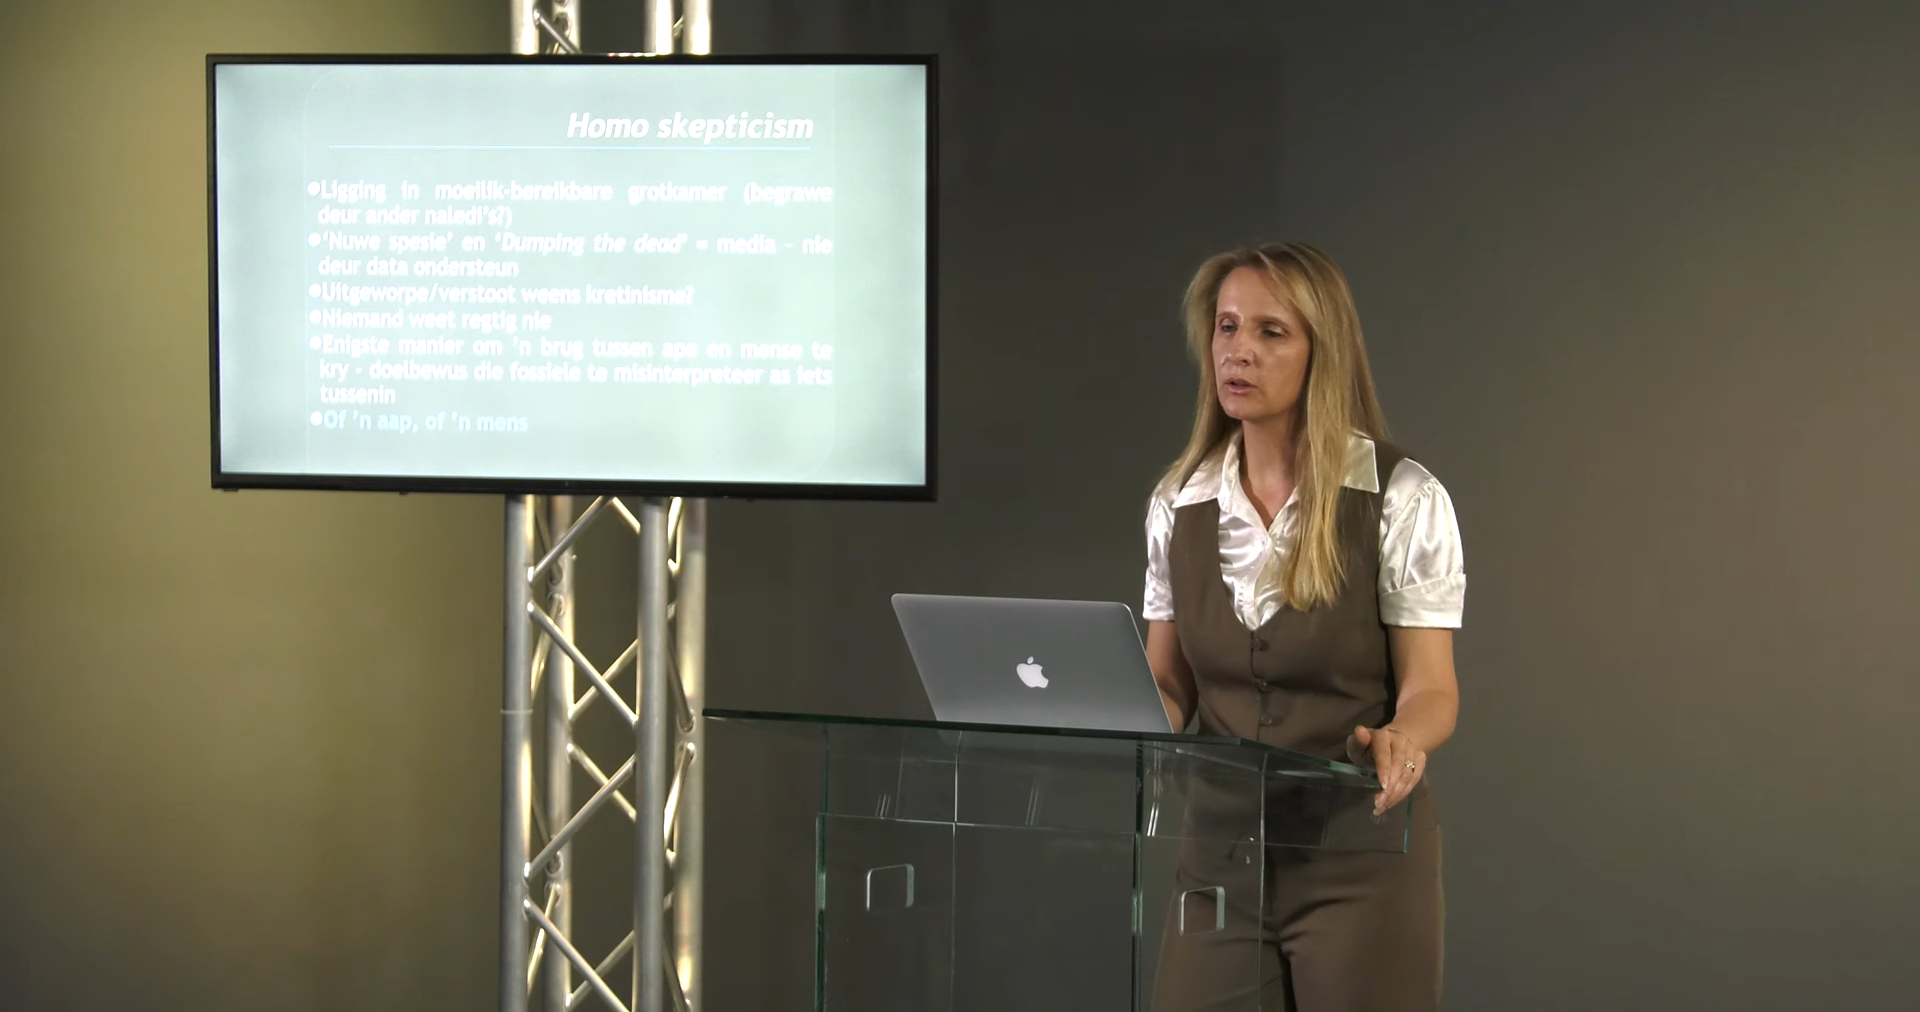 Homo skepticism
•Ligging in moeilik-bereikbare grotkamer (begrawe
deur ander naledi's?)
•'Nuwe spesie' en 'Dumping the dead' = media - nie
deur data ondersteun
•Uitgeworpe/verstoot weens kretinisme?
•Niemand weet regtig nie
•Enigste manier om 'n brug tussen ape en mense te
kry - doelbewus die fossiele te misinterpreteer as iets
tussenin
•Of 'n aap, of 'n mens